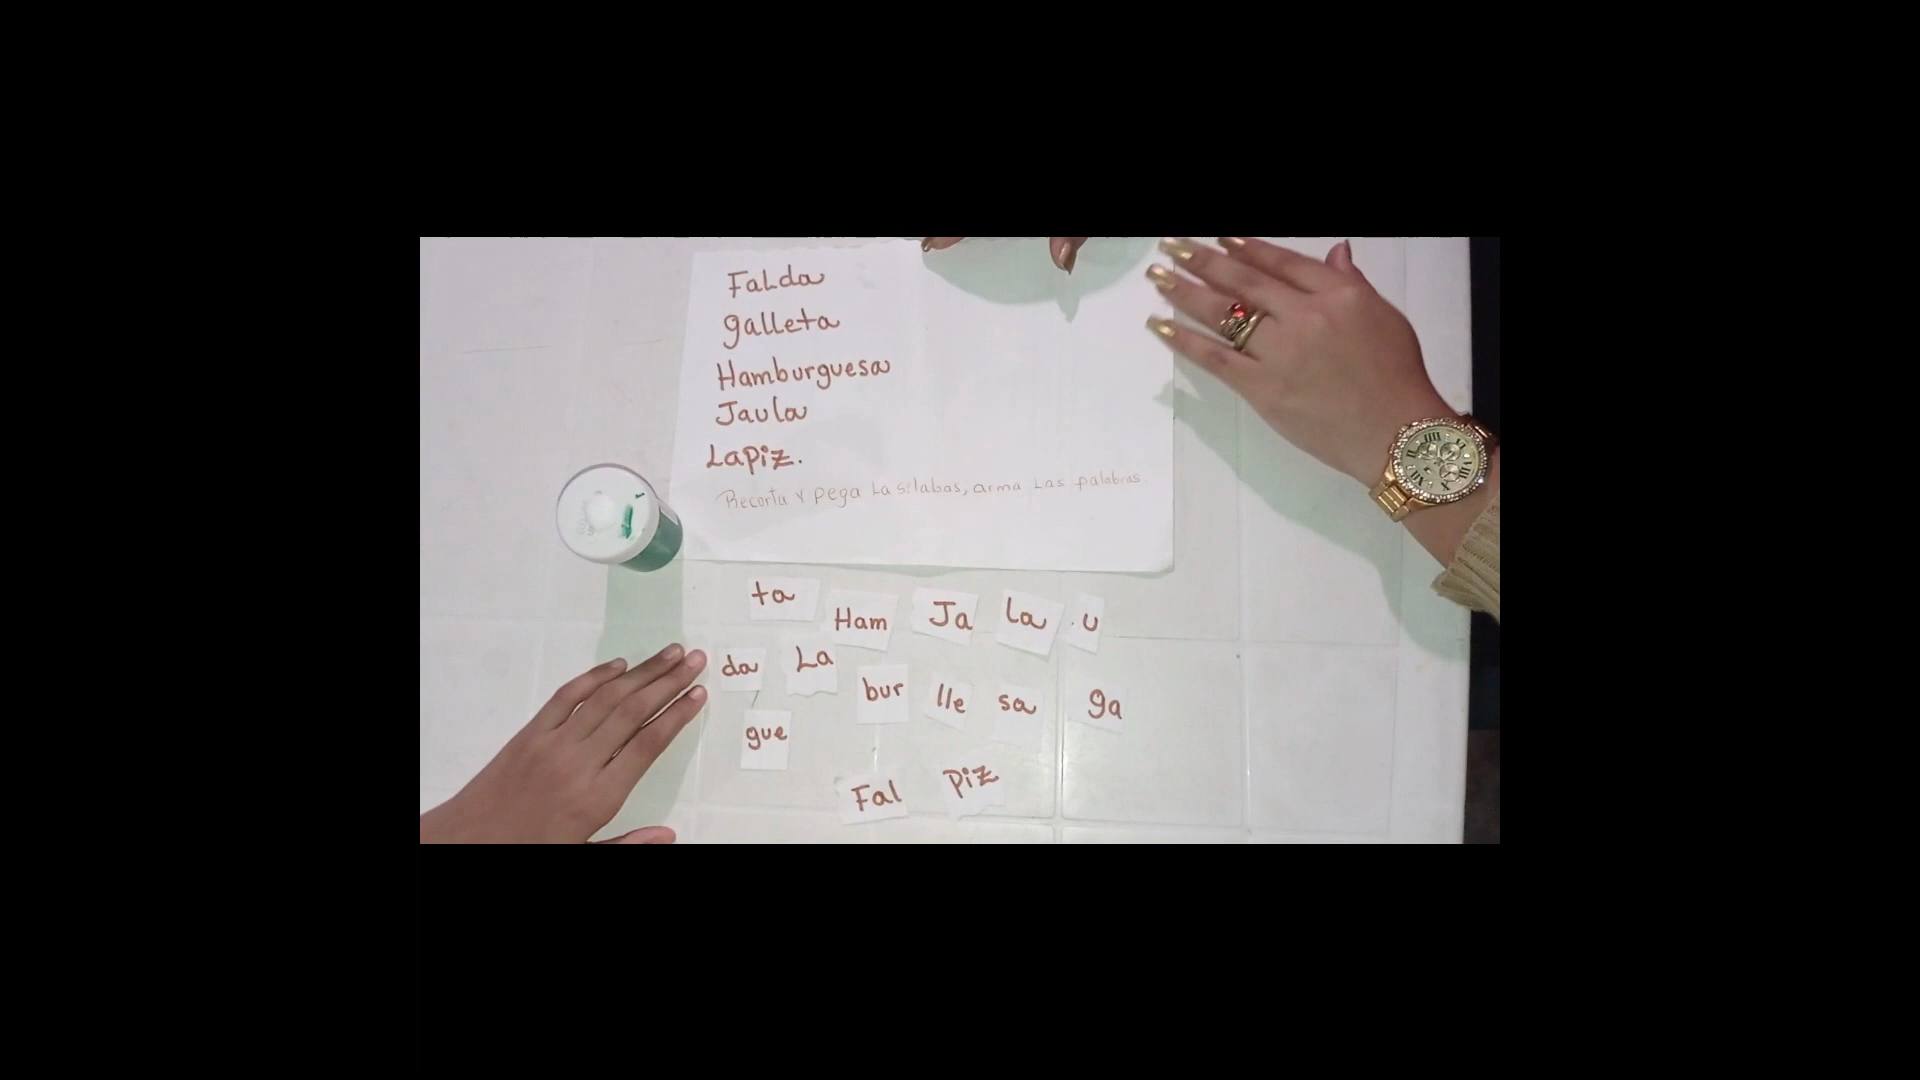 Falda
galleta
Hamburguesa
Jaula
Lapiz.
Recorta y pega La silabas, arma Las palabras.
ta
Ham Ja la u
da La
bur lle sa ga
gue
Fal Piz